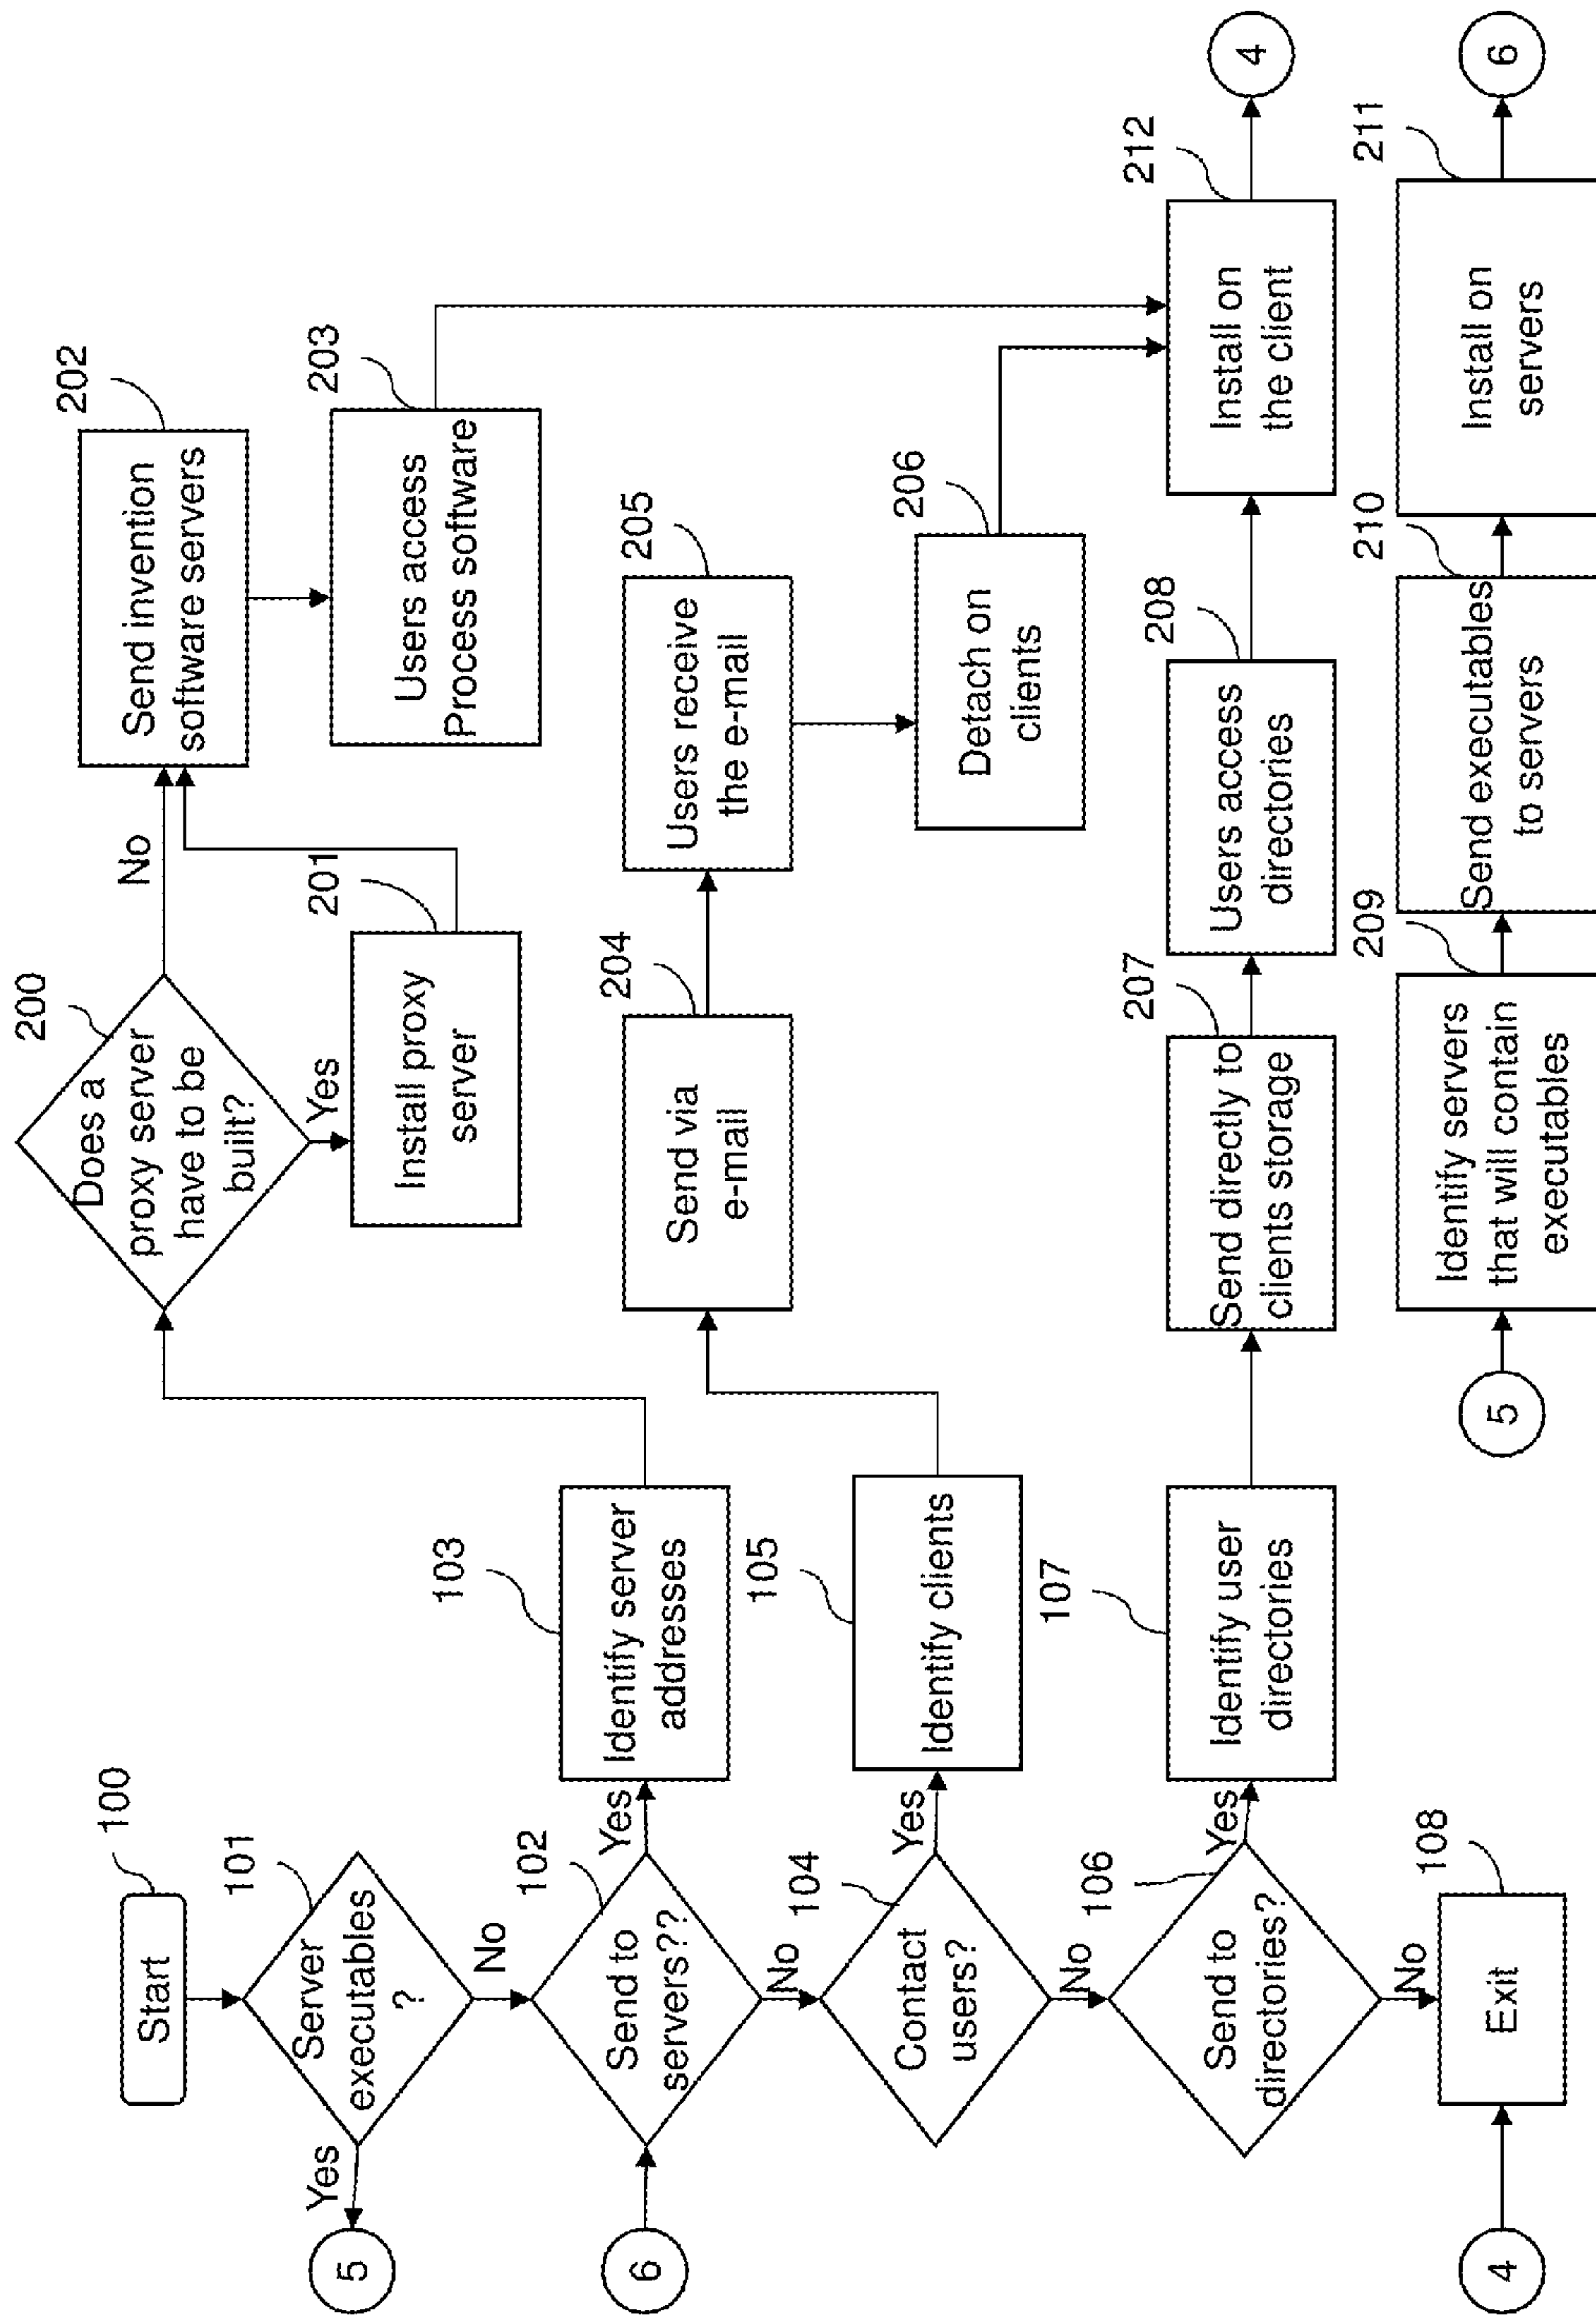 100
Start
101
Server
executables
?
Yes
5
No
102
Send to
servers??
6
Yes
103
Identify server
addresses
No
104
Contact
users?
Yes
105
Identify clients
No
106
Send to
directories?
Yes
107
Identify user
directories
No
108
Exit
4
200
Does a
proxy server
have to be
built?
No
Yes
201
Install proxy
server
202
Send invention
software servers
203
Users access
Process software
204
Send via
e-mail
205
Users receive
the e-mail
206
Detach on
clients
207
Send directly to
clients storage
208
Users access
directories
212
Install on
the client
4
5
209
Identify servers
that will contain
executables
210
Send executables
to servers
211
Install on
servers
6